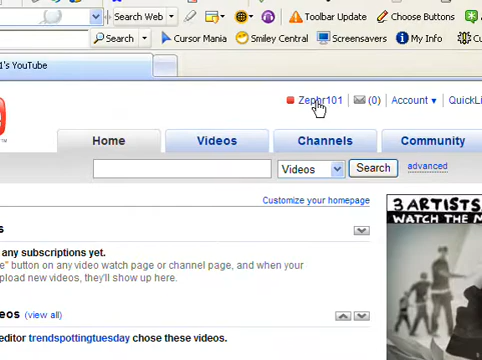 Search Web
Toolbar Update
Choose Buttons
Search
Cursor Mania
Smiley Central
Screensavers
My Info
1's YouTube
Zephr101
(0)
Account
QuickLi
TM
Home
Videos
Channels
Community
Videos
Search
advanced
Customize your homepage
s
any subscriptions yet.
e" button on any video watch page or channel page, and when your
pload new videos, they'll show up here.
eos (view all)
editor trendspottingtuesday chose these videos.
3 ARTISTS
WATCH THE M